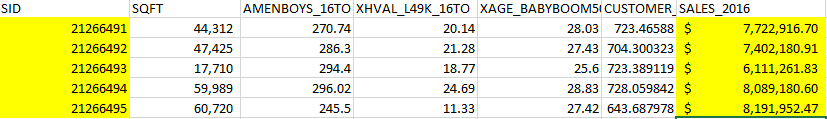 SID SQFT AMENBOYS_16TO XHVAL_L49K_16TO XAGE_BABYBOOM5 CUSTOMER_ SALES_2016
21266491 44,312 270.74 20.14 28.03 723.46588 $ 7,722,916.70
21266492 47,425 286.3 21.28 27.43 704.300323 $ 7,402,180.91
21266493 17,710 294.4 18.77 25.6 723.389119 $ 6,111,261.83
21266494 59,989 296.02 24.69 28.83 728.059842 $ 8,089,180.60
21266495 60,720 245.5 11.33 27.42 643.687978 $ 8,191,952.47